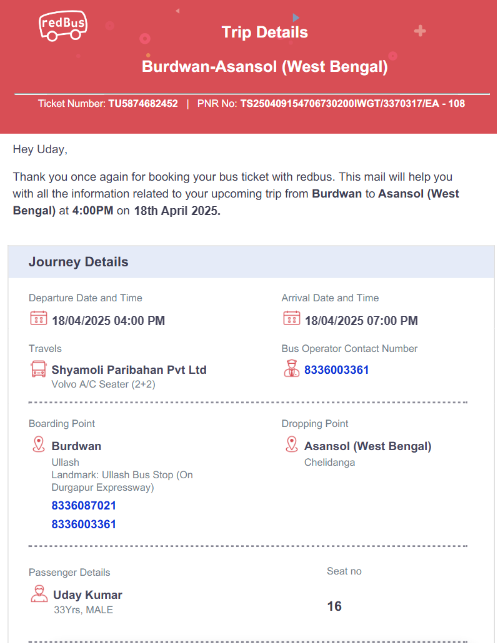 redBus
Trip Details
Burdwan-Asansol (West Bengal)
Ticket Number: TU5874682452 | PNR No: TS250409154706730200IWGT/3370317/EA - 108
Hey Uday,
Thank you once again for booking your bus ticket with redbus. This mail will help you
with all the information related to your upcoming trip from Burdwan to Asansol (West
Bengal) at 4:00PM on 18th April 2025.
Journey Details
Departure Date and Time
Arrival Date and Time
18/04/2025 04:00 PM
18/04/2025 07:00 PM
Travels
Bus Operator Contact Number
Shyamoli Paribahan Pvt Ltd
8336003361
Volvo A/C Seater (2+2)
Boarding Point
Dropping Point
Burdwan
Asansol (West Bengal)
Ullash
Chelidanga
Landmark: Ullash Bus Stop (On
Durgapur Expressway)
8336087021
8336003361
Passenger Details
Seat no
Uday Kumar
16
33Yrs, MALE